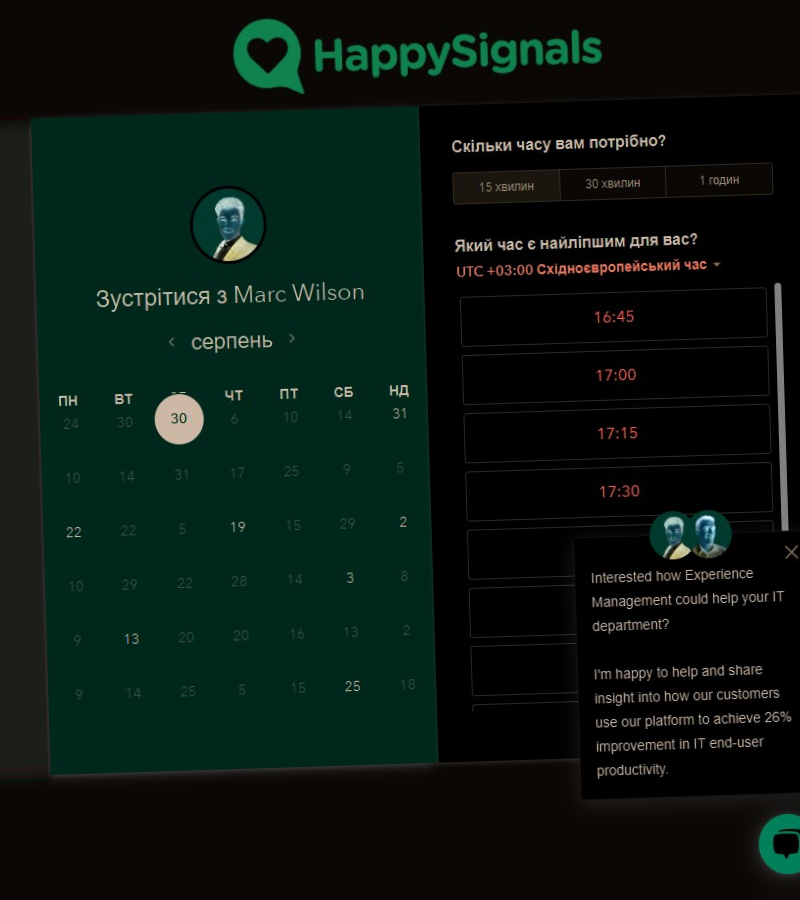 HappySignals
Зустрітися з Marc Wilson
серпень
ПН ВТ ЧТ ПТ СБ НД
24 30 30 6 10 14 31
10 14 31 17 25 9 5
22 22 5 19 15 29 2
10 29 22 28 14 3 8
9 13 20 20 16 13 2
9 14 25 5 15 25 18
Скільки часу вам потрібно?
15 хвилин 30 хвилин 1 годин
Який час є найліпшим для вас?
UTC +03:00 Східноєвропейський час
16:45
17:00
17:15
17:30
Interested how Experience
Management could help your IT
department?
I'm happy to help and share
insight into how our customers
use our platform to achieve 26%
improvement in IT end-user
productivity.